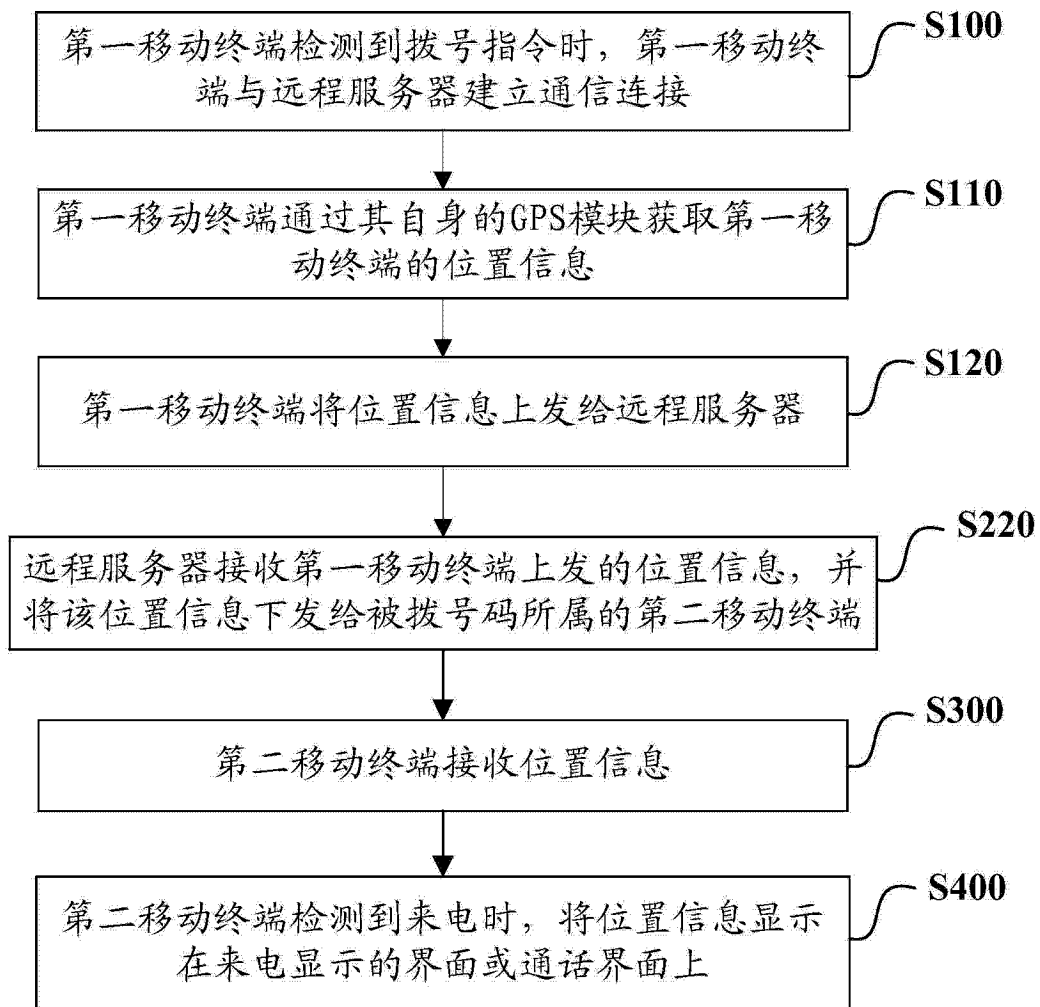 第一移动终端检测到拨号指令时，第一移动
终端与远程服务器建立通信连接
S100
第一移动终端通过其自身的GPS模块获取第一移
动终端的位置信息
S110
第一移动终端将位置信息上发给远程服务器
S120
远程服务器接收第一移动终端上发的位置信息，并
将该位置信息下发给被拨号码所属的第二移动终端
S220
第二移动终端接收位置信息
S300
第二移动终端检测到来电时，将位置信息显示
在来电显示的界面或通话界面上
S400